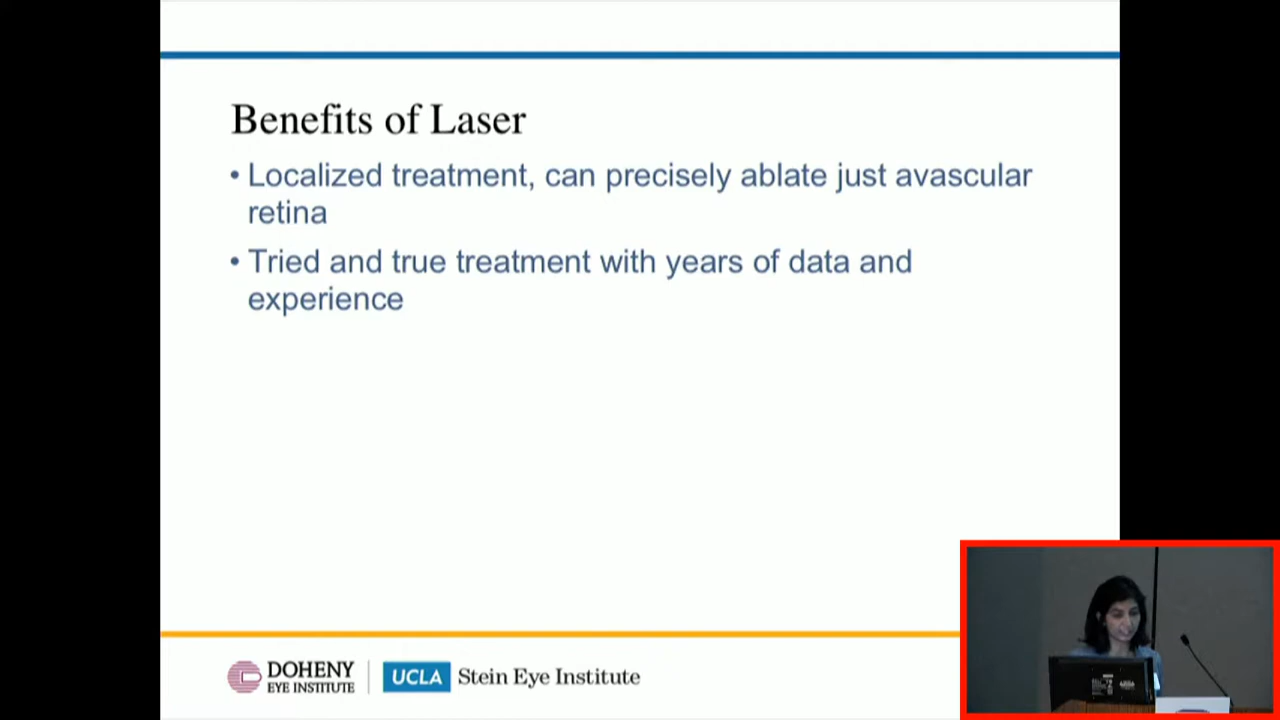 Benefits of Laser
• Localized treatment, can precisely ablate just avascular
retina
• Tried and true treatment with years of data and
experience
DOHENY
EYE INSTITUTE
UCLA Stein Eye Institute